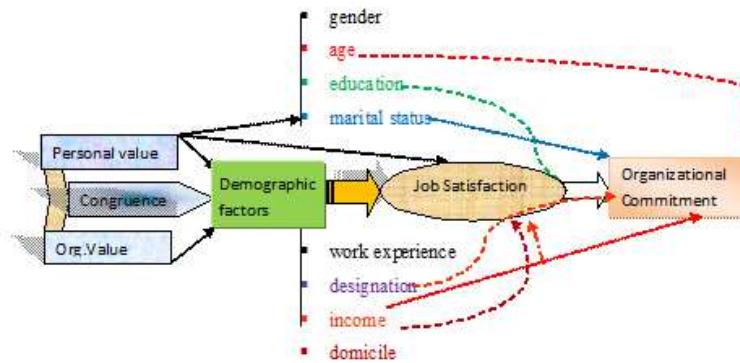 gender
age
education
marital status
Personal value
Congruence
Org.Value
Demographic
factors
Job Satisfaction
Organizational
Commitment
work experience
designation
income
domicile